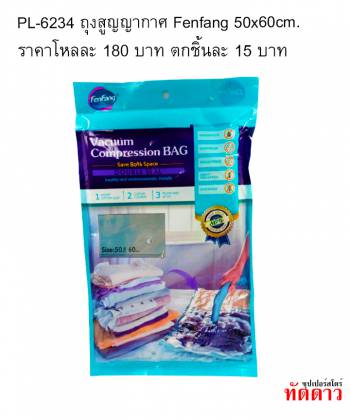 PL-6234 ถุงสูญญากาศ Fenfang 50x60cm.
ราคาโหลละ 180 บาท ตกชิ้นละ 15 บาท
FenFang
Vacuum
Compression BAG
Save 80% Space
DOUBLE SEAL
1
2
3
Size:50X 60
ซุปเปอร์สโตร์
ทัดดาว